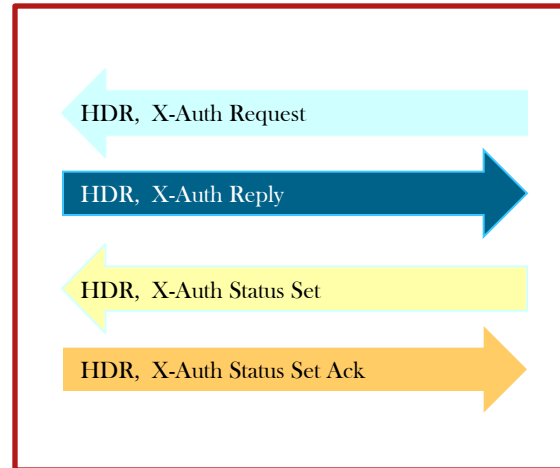 HDR,  X-Auth Request
HDR,  X-Auth Reply
HDR,  X-Auth Status Set
HDR,  X-Auth Status Set Ack